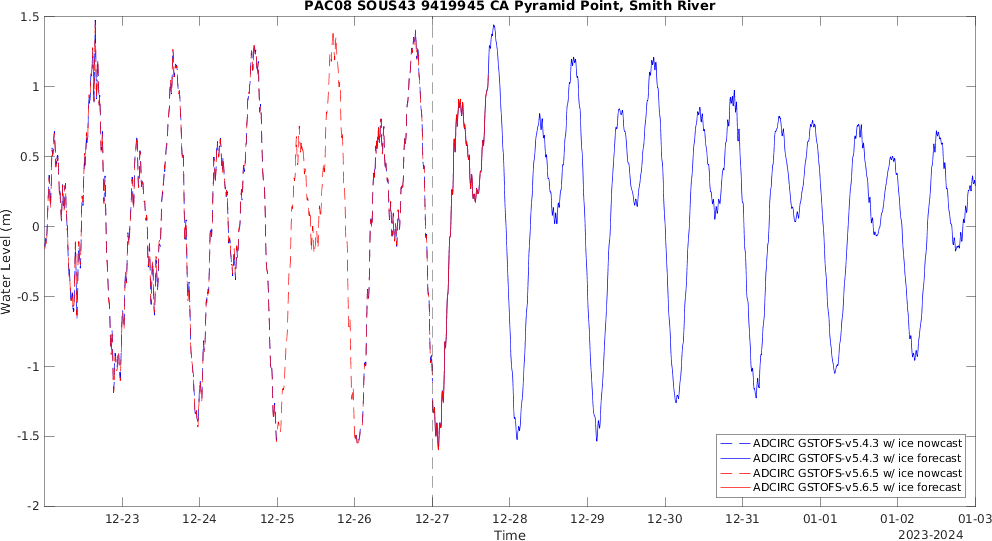 PAC08 SOUS43 9419945 CA Pyramid Point, Smith River
1.5
1
0.5
0
-0.5
-1
-1.5
-2
Water Level (m)
ADCIRC GSTOFS-v5.4.3 w/ ice nowcast
ADCIRC GSTOFS-v5.4.3 w/ ice forecast
ADCIRC GSTOFS-v5.6.5 w/ ice nowcast
ADCIRC GSTOFS-v5.6.5 w/ ice forecast
12-23 12-24 12-25 12-26 12-27 12-28 12-29 12-30 12-31 01-01 01-02 01-03
Time
2023-2024